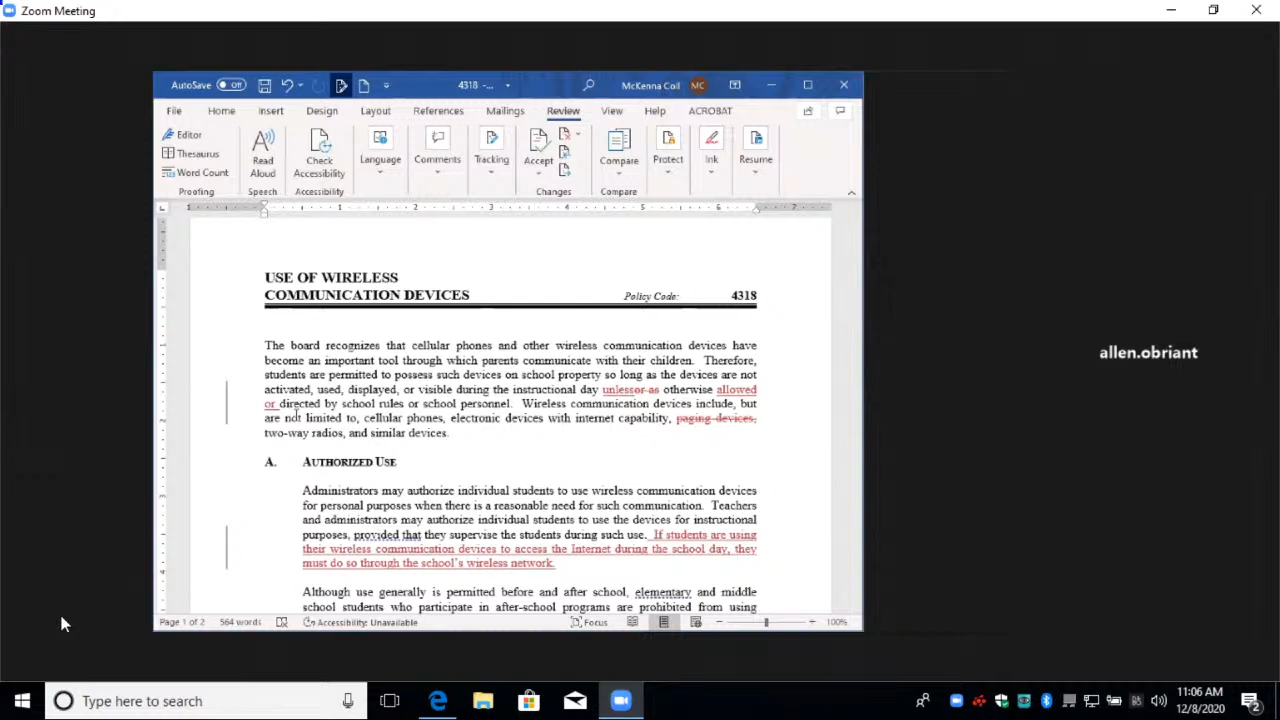 Zoom Meeting
AutoSave Off 4318 -... McKenna Coil MC
File Home Insert Design Layout References Mailings Review View Help ACROBAT
Editor
Thesaurus
Word Count
Read Aloud
Check Accessibility
Language
Comments
Tracking
Accept
Compare
Protect
Ink
Resume
Proofing Speech Accessibility Changes Compare
1 1 2 3 4 5 6 7
USE OF WIRELESS
COMMUNICATION DEVICES Policy Code: 4318
The board recognizes that cellular phones and other wireless communication devices have
become an important tool through which parents communicate with their children. Therefore,
students are permitted to possess such devices on school property so long as the devices are not
activated, used, displayed, or visible during the instructional day unlessor as otherwise allowed
or directed by school rules or school personnel. Wireless communication devices include, but
are not limited to, cellular phones, electronic devices with internet capability, paging devices,
two-way radios, and similar devices.
A. AUTHORIZED USE
Administrators may authorize individual students to use wireless communication devices
for personal purposes when there is a reasonable need for such communication. Teachers
and administrators may authorize individual students to use the devices for instructional
purposes, provided that they supervise the students during such use. If students are using
their wireless communication devices to access the Internet during the school day, they
must do so through the school's wireless network.
Although use generally is permitted before and after school, elementary and middle
school students who participate in after-school programs are prohibited from using
Page 1 of 2 564 words Accessibility: Unavailable Focus 100%
allen.obriant
Type here to search
11:06 AM
12/8/2020
2